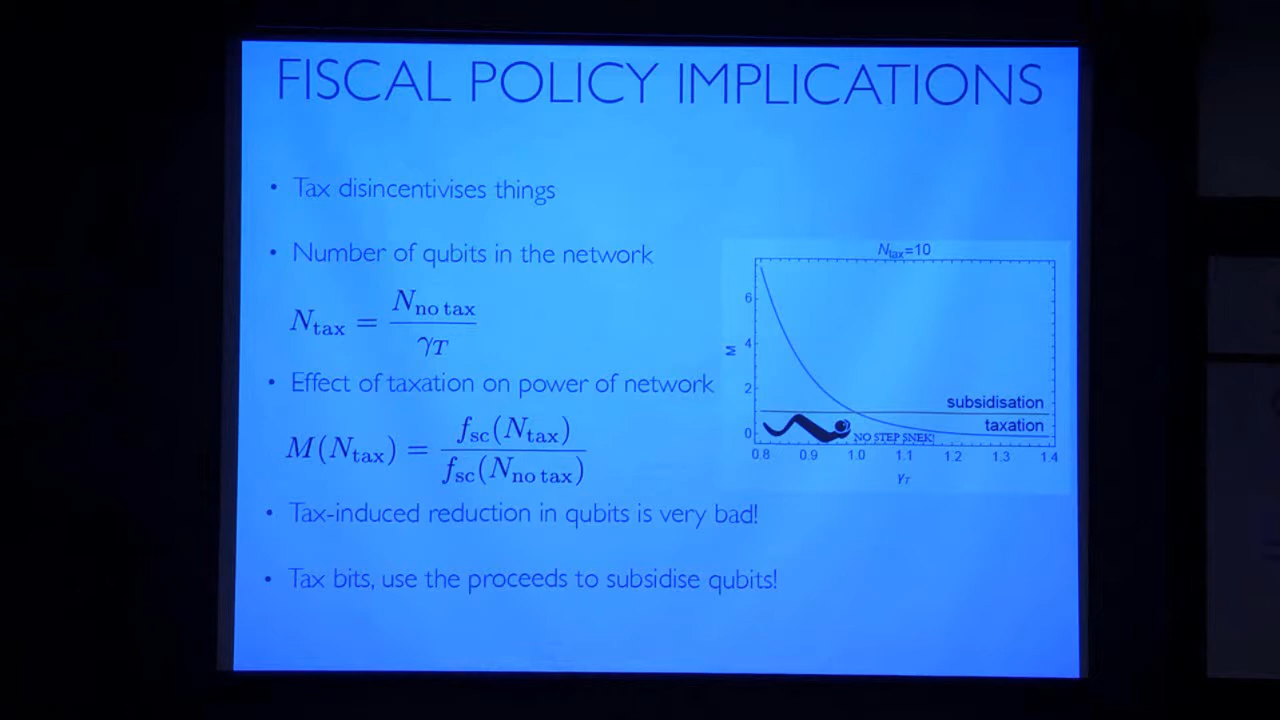 FISCAL POLICY IMPLICATIONS
• Tax disincentivises things
• Number of qubits in the network
N_tax = N_no tax / γ_T
• Effect of taxation on power of network
M(N_tax) = f_sc(N_tax) / f_sc(N_no tax)
• Tax-induced reduction in qubits is very bad!
• Tax bits, use the proceeds to subsidise qubits!
N_tax=10
6
4
M
2
0
subsidisation
taxation
NO STEP SNEK!
0.8 0.9 1.0 1.1 1.2 1.3 1.4
γ_T